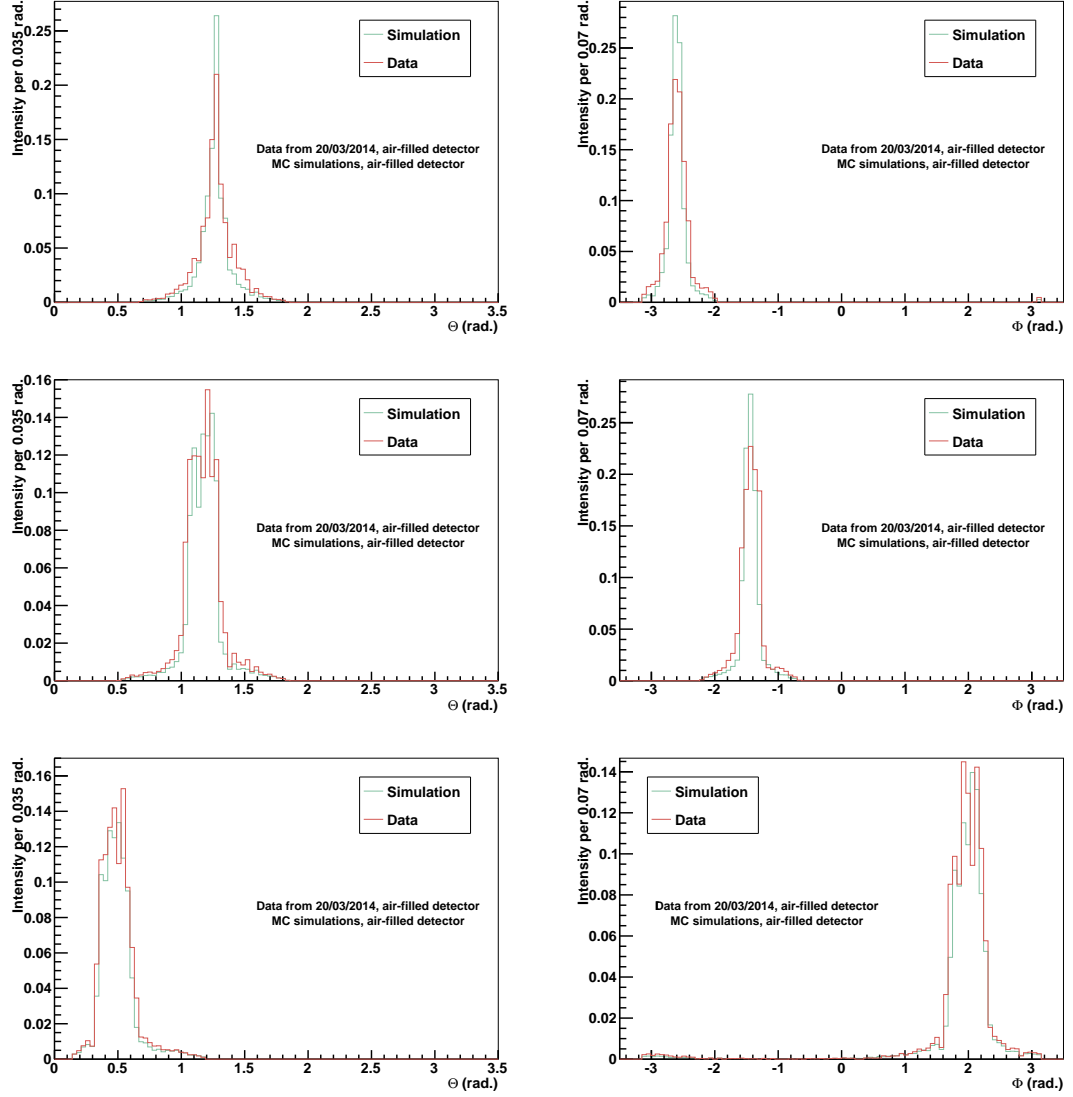 Intensity per 0.035 rad.
0.25
0.2
0.15
0.1
0.05
0
Simulation
Data
Data from 20/03/2014, air-filled detector
MC simulations, air-filled detector
0 0.5 1 1.5 2 2.5 3 3.5
Θ (rad.)
Intensity per 0.07 rad.
0.25
0.2
0.15
0.1
0.05
0
Simulation
Data
Data from 20/03/2014, air-filled detector
MC simulations, air-filled detector
-3 -2 -1 0 1 2 3
Φ (rad.)
Intensity per 0.035 rad.
0.16
0.14
0.12
0.1
0.08
0.06
0.04
0.02
0
Simulation
Data
Data from 20/03/2014, air-filled detector
MC simulations, air-filled detector
0 0.5 1 1.5 2 2.5 3 3.5
Θ (rad.)
Intensity per 0.07 rad.
0.25
0.2
0.15
0.1
0.05
0
Simulation
Data
Data from 20/03/2014, air-filled detector
MC simulations, air-filled detector
-3 -2 -1 0 1 2 3
Φ (rad.)
Intensity per 0.035 rad.
0.16
0.14
0.12
0.1
0.08
0.06
0.04
0.02
0
Simulation
Data
Data from 20/03/2014, air-filled detector
MC simulations, air-filled detector
0 0.5 1 1.5 2 2.5 3 3.5
Θ (rad.)
Intensity per 0.07 rad.
0.14
0.12
0.1
0.08
0.06
0.04
0.02
0
Simulation
Data
Data from 20/03/2014, air-filled detector
MC simulations, air-filled detector
-3 -2 -1 0 1 2 3
Φ (rad.)